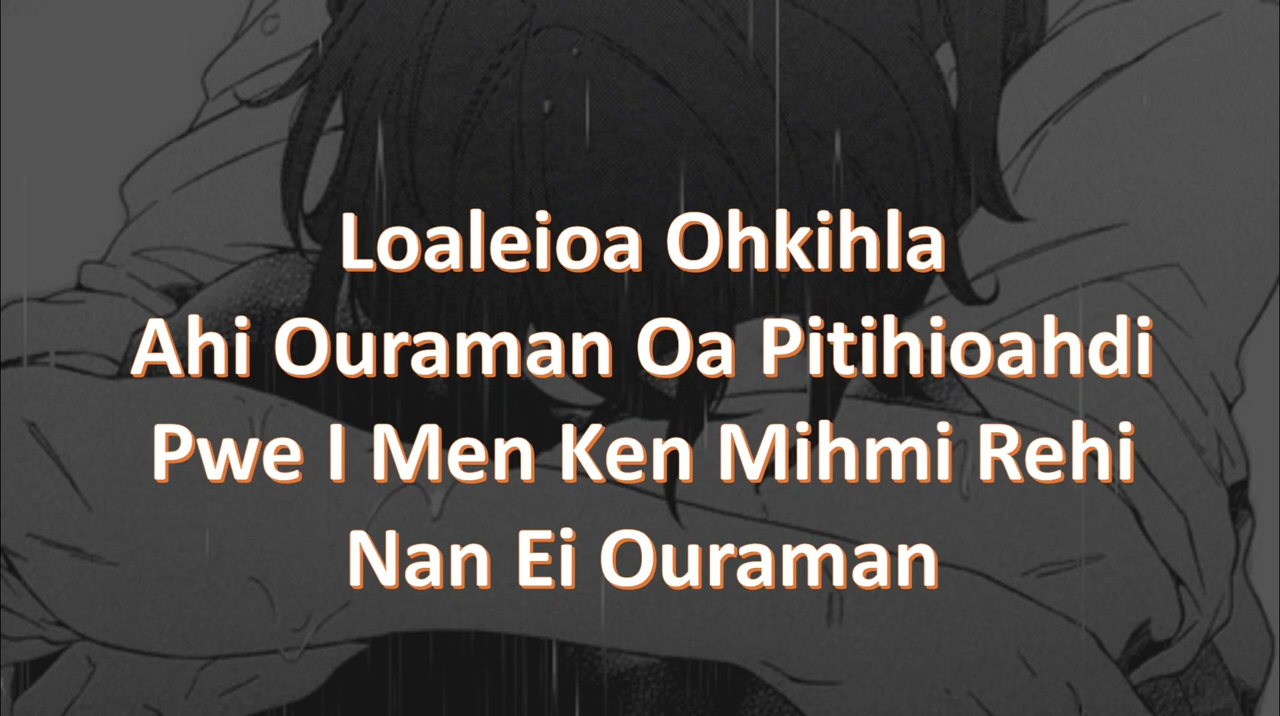 Loaleioa Ohkihla
Ahi Ouraman Oa Pitihioahdi
Pwe I Men Ken Mihmi Rehi
Nan Ei Ouraman